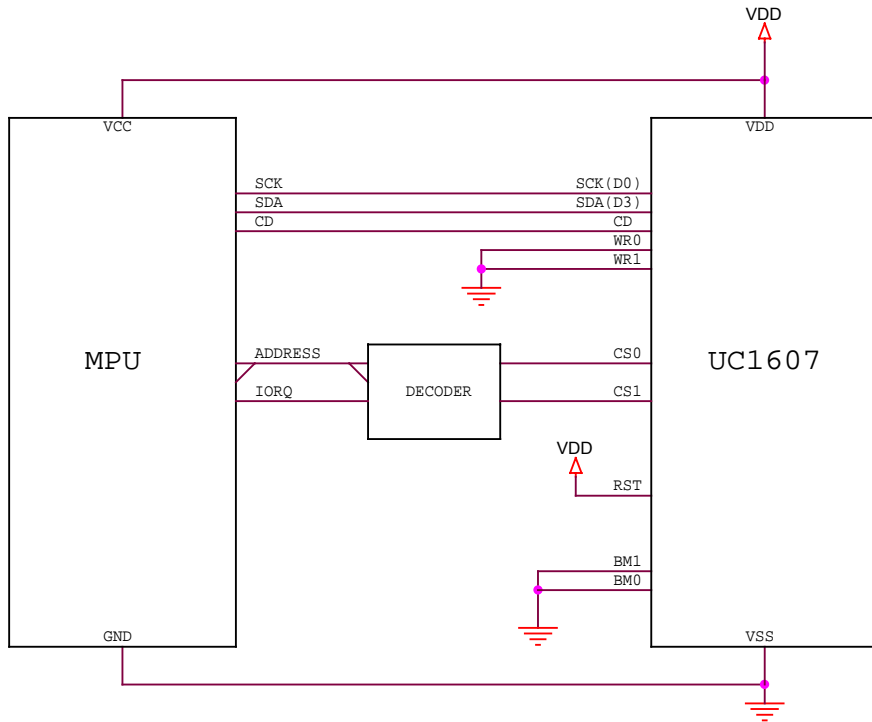 VDD
VCC
VDD
SCK
SCK(D0)
SDA
SDA(D3)
CD
CD
WR0
WR1
ADDRESS
CS0
MPU
UC1607
IORQ
DECODER
CS1
VDD
RST
BM1
BM0
GND
VSS